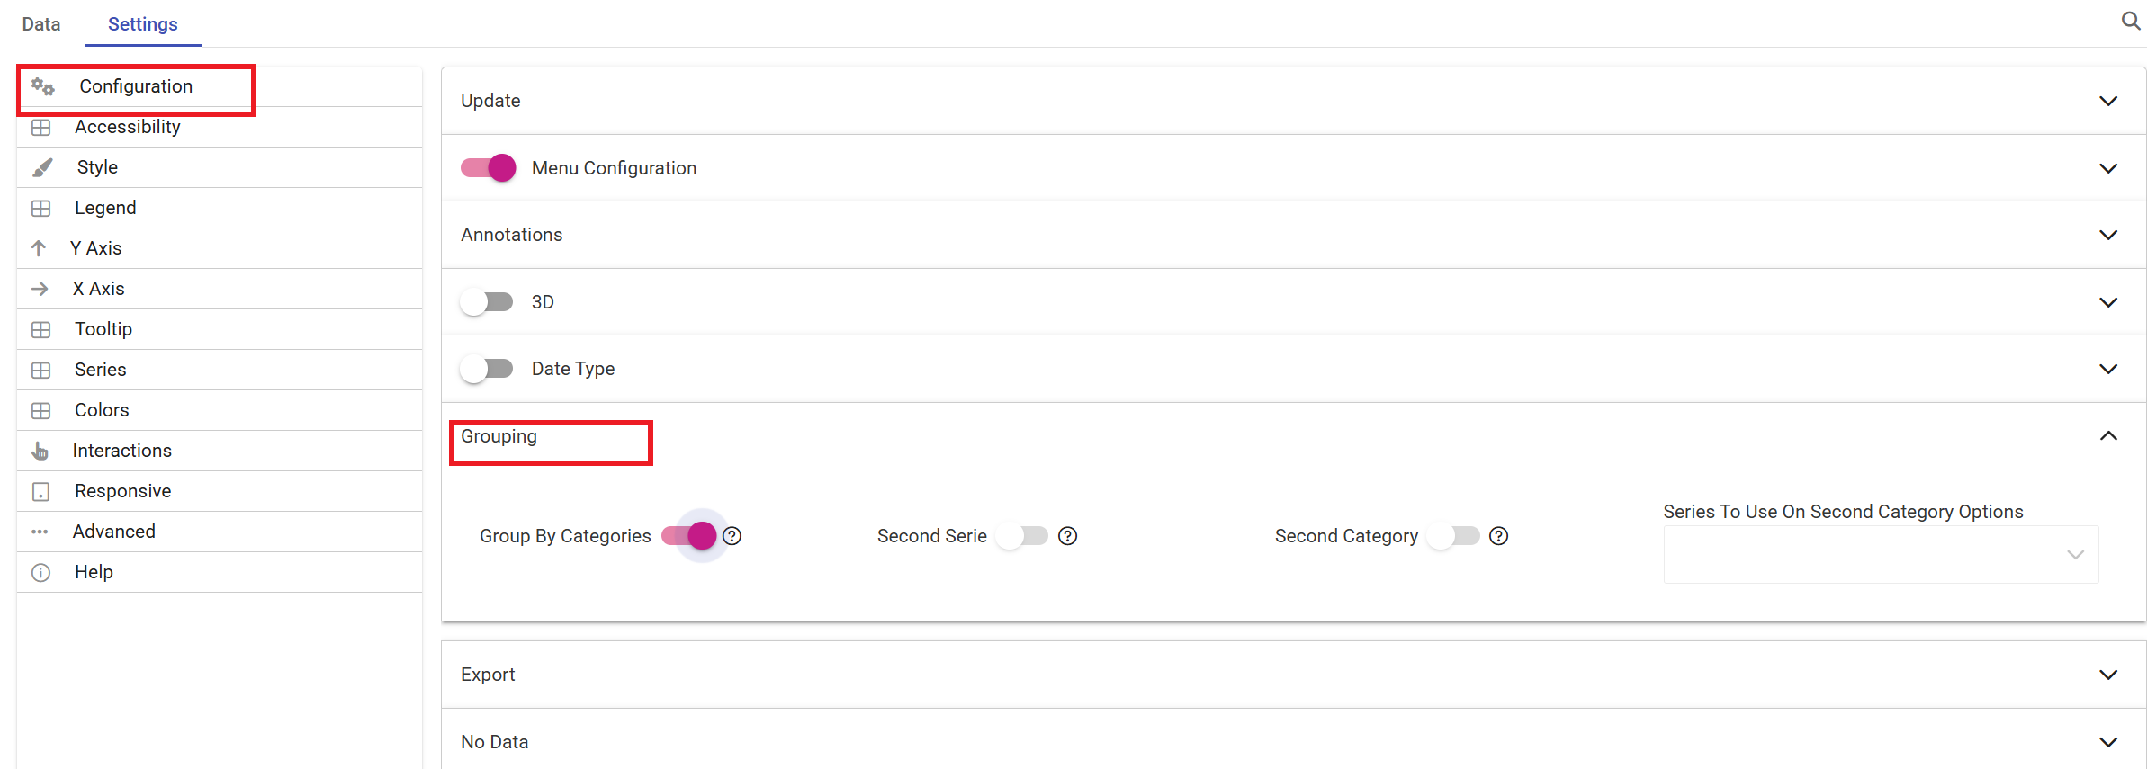 Data
Settings
Configuration
Accessibility
Style
Legend
Y Axis
X Axis
Tooltip
Series
Colors
Interactions
Responsive
Advanced
Help
Update
Menu Configuration
Annotations
3D
Date Type
Grouping
Group By Categories
Second Serie
Second Category
Series To Use On Second Category Options
Export
No Data